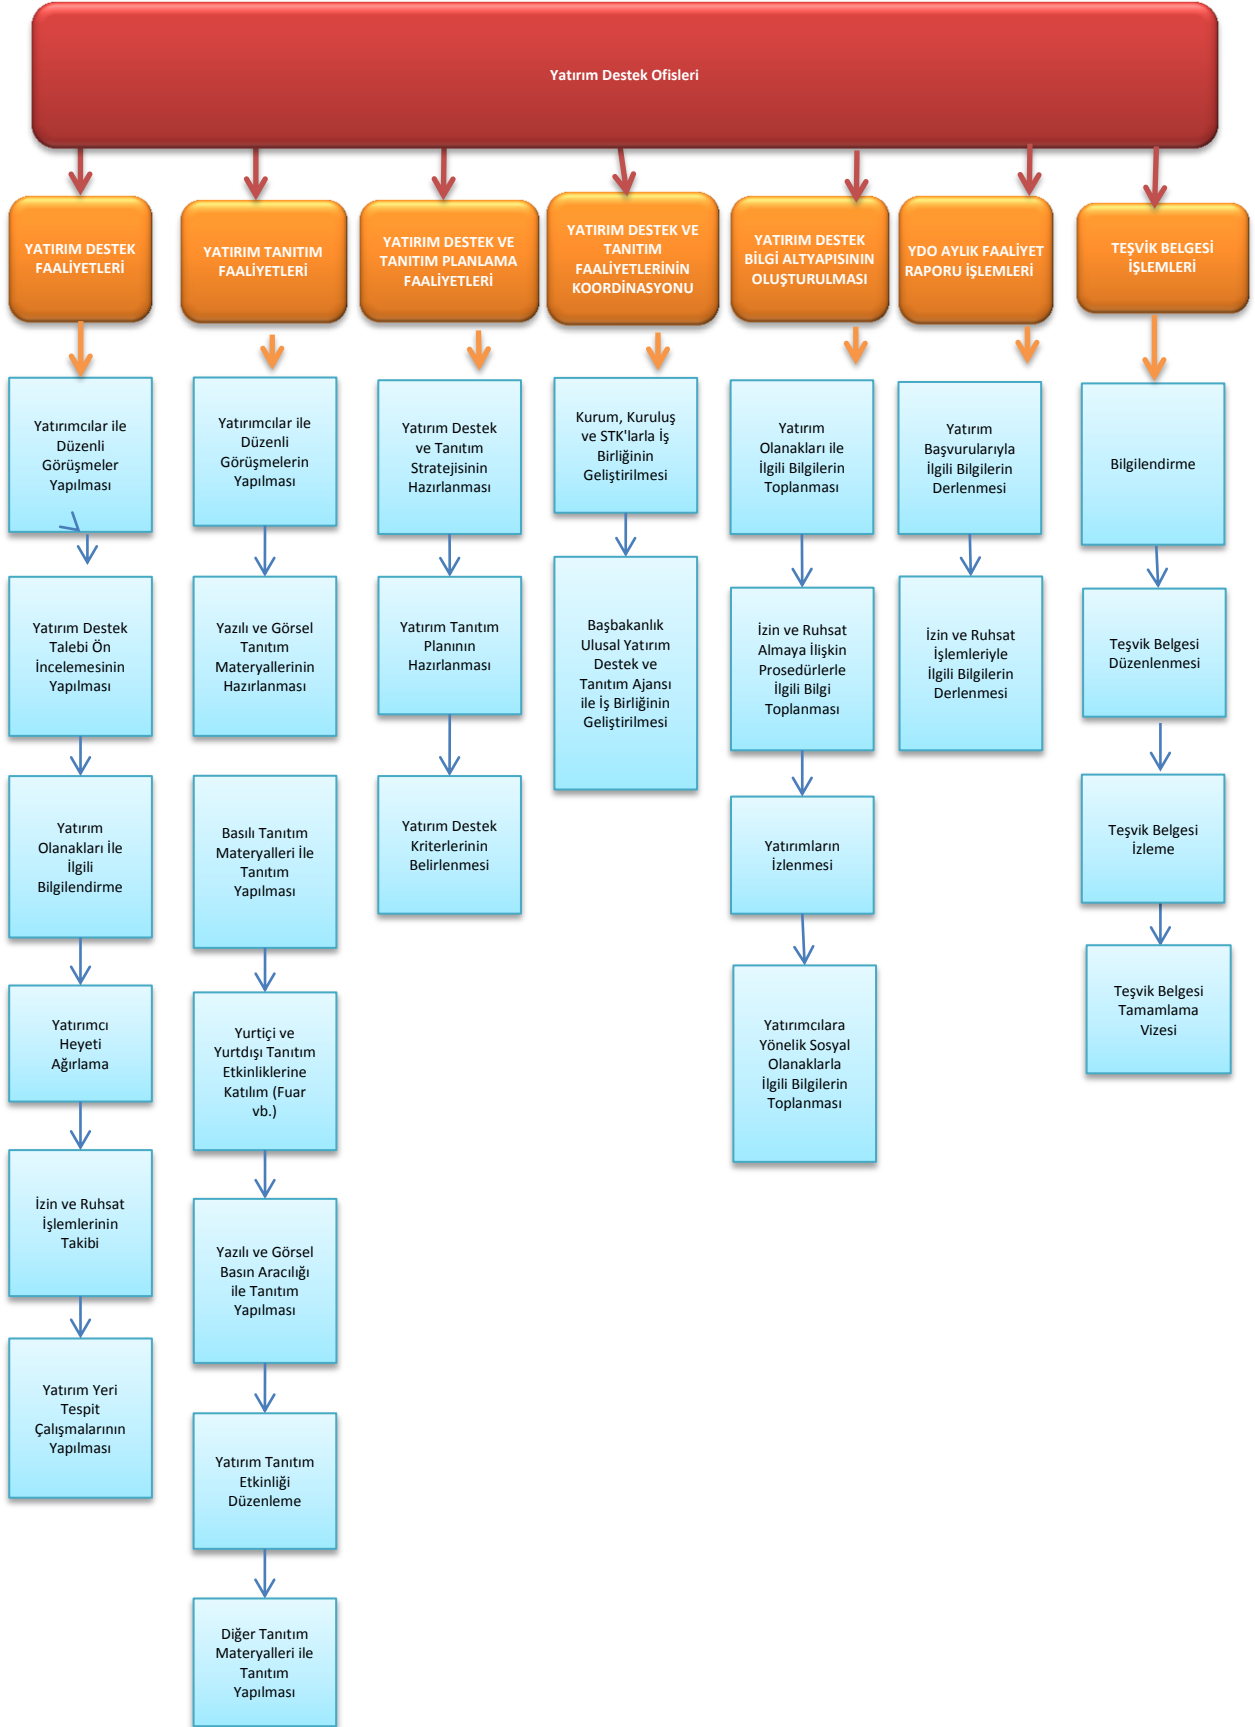 Yatırım Destek Ofisleri
YATIRIM DESTEK
FAALİYETLERİ
YATIRIM TANITIM
FAALİYETLERİ
YATIRIM DESTEK VE
TANITIM PLANLAMA
FAALİYETLERİ
YATIRIM DESTEK VE
TANITIM
FAALİYETLERİNİN
KOORDİNASYONU
YATIRIM DESTEK
BİLGİ ALTYAPISININ
OLUŞTURULMASI
YDO AYLIK FAALİYET
RAPORU İŞLEMLERİ
TEŞVİK BELGESİ
İŞLEMLERİ
Yatırımcılar ile
Düzenli
Görüşmeler
Yapılması
Yatırım Destek
Talebi Ön
İncelemesinin
Yapılması
Yatırım
Olanakları İle
İlgili
Bilgilendirme
Yatırımcı
Heyeti
Ağırlama
İzin ve Ruhsat
İşlemlerinin
Takibi
Yatırım Yeri
Tespit
Çalışmalarının
Yapılması
Yatırımcılar ile
Düzenli
Görüşmelerin
Yapılması
Yazılı ve Görsel
Tanıtım
Materyallerinin
Hazırlanması
Basılı Tanıtım
Materyalleri İle
Tanıtım
Yapılması
Yurtiçi ve
Yurtdışı Tanıtım
Etkinliklerine
Katılım (Fuar
vb.)
Yazılı ve Görsel
Basın Aracılığı
ile Tanıtım
Yapılması
Yatırım Tanıtım
Etkinliği
Düzenleme
Diğer Tanıtım
Materyalleri ile
Tanıtım
Yapılması
Yatırım Destek
ve Tanıtım
Stratejisinin
Hazırlanması
Yatırım Tanıtım
Planının
Hazırlanması
Yatırım Destek
Kriterlerinin
Belirlenmesi
Kurum, Kuruluş
ve STK'larla İş
Birliğinin
Geliştirilmesi
Başbakanlık
Ulusal Yatırım
Destek ve
Tanıtım Ajansı
ile İş Birliğinin
Geliştirilmesi
Yatırım
Olanakları ile
İlgili Bilgilerin
Toplanması
İzin ve Ruhsat
Almaya İlişkin
Prosedürlerle
İlgili Bilgi
Toplanması
Yatırımların
İzlenmesi
Yatırımcılara
Yönelik Sosyal
Olanaklarla
İlgili Bilgilerin
Toplanması
Yatırım
Başvurularıyla
İlgili Bilgilerin
Derlenmesi
İzin ve Ruhsat
İşlemleriyle
İlgili Bilgilerin
Derlenmesi
Bilgilendirme
Teşvik Belgesi
Düzenlenmesi
Teşvik Belgesi
İzleme
Teşvik Belgesi
Tamamlama
Vizesi